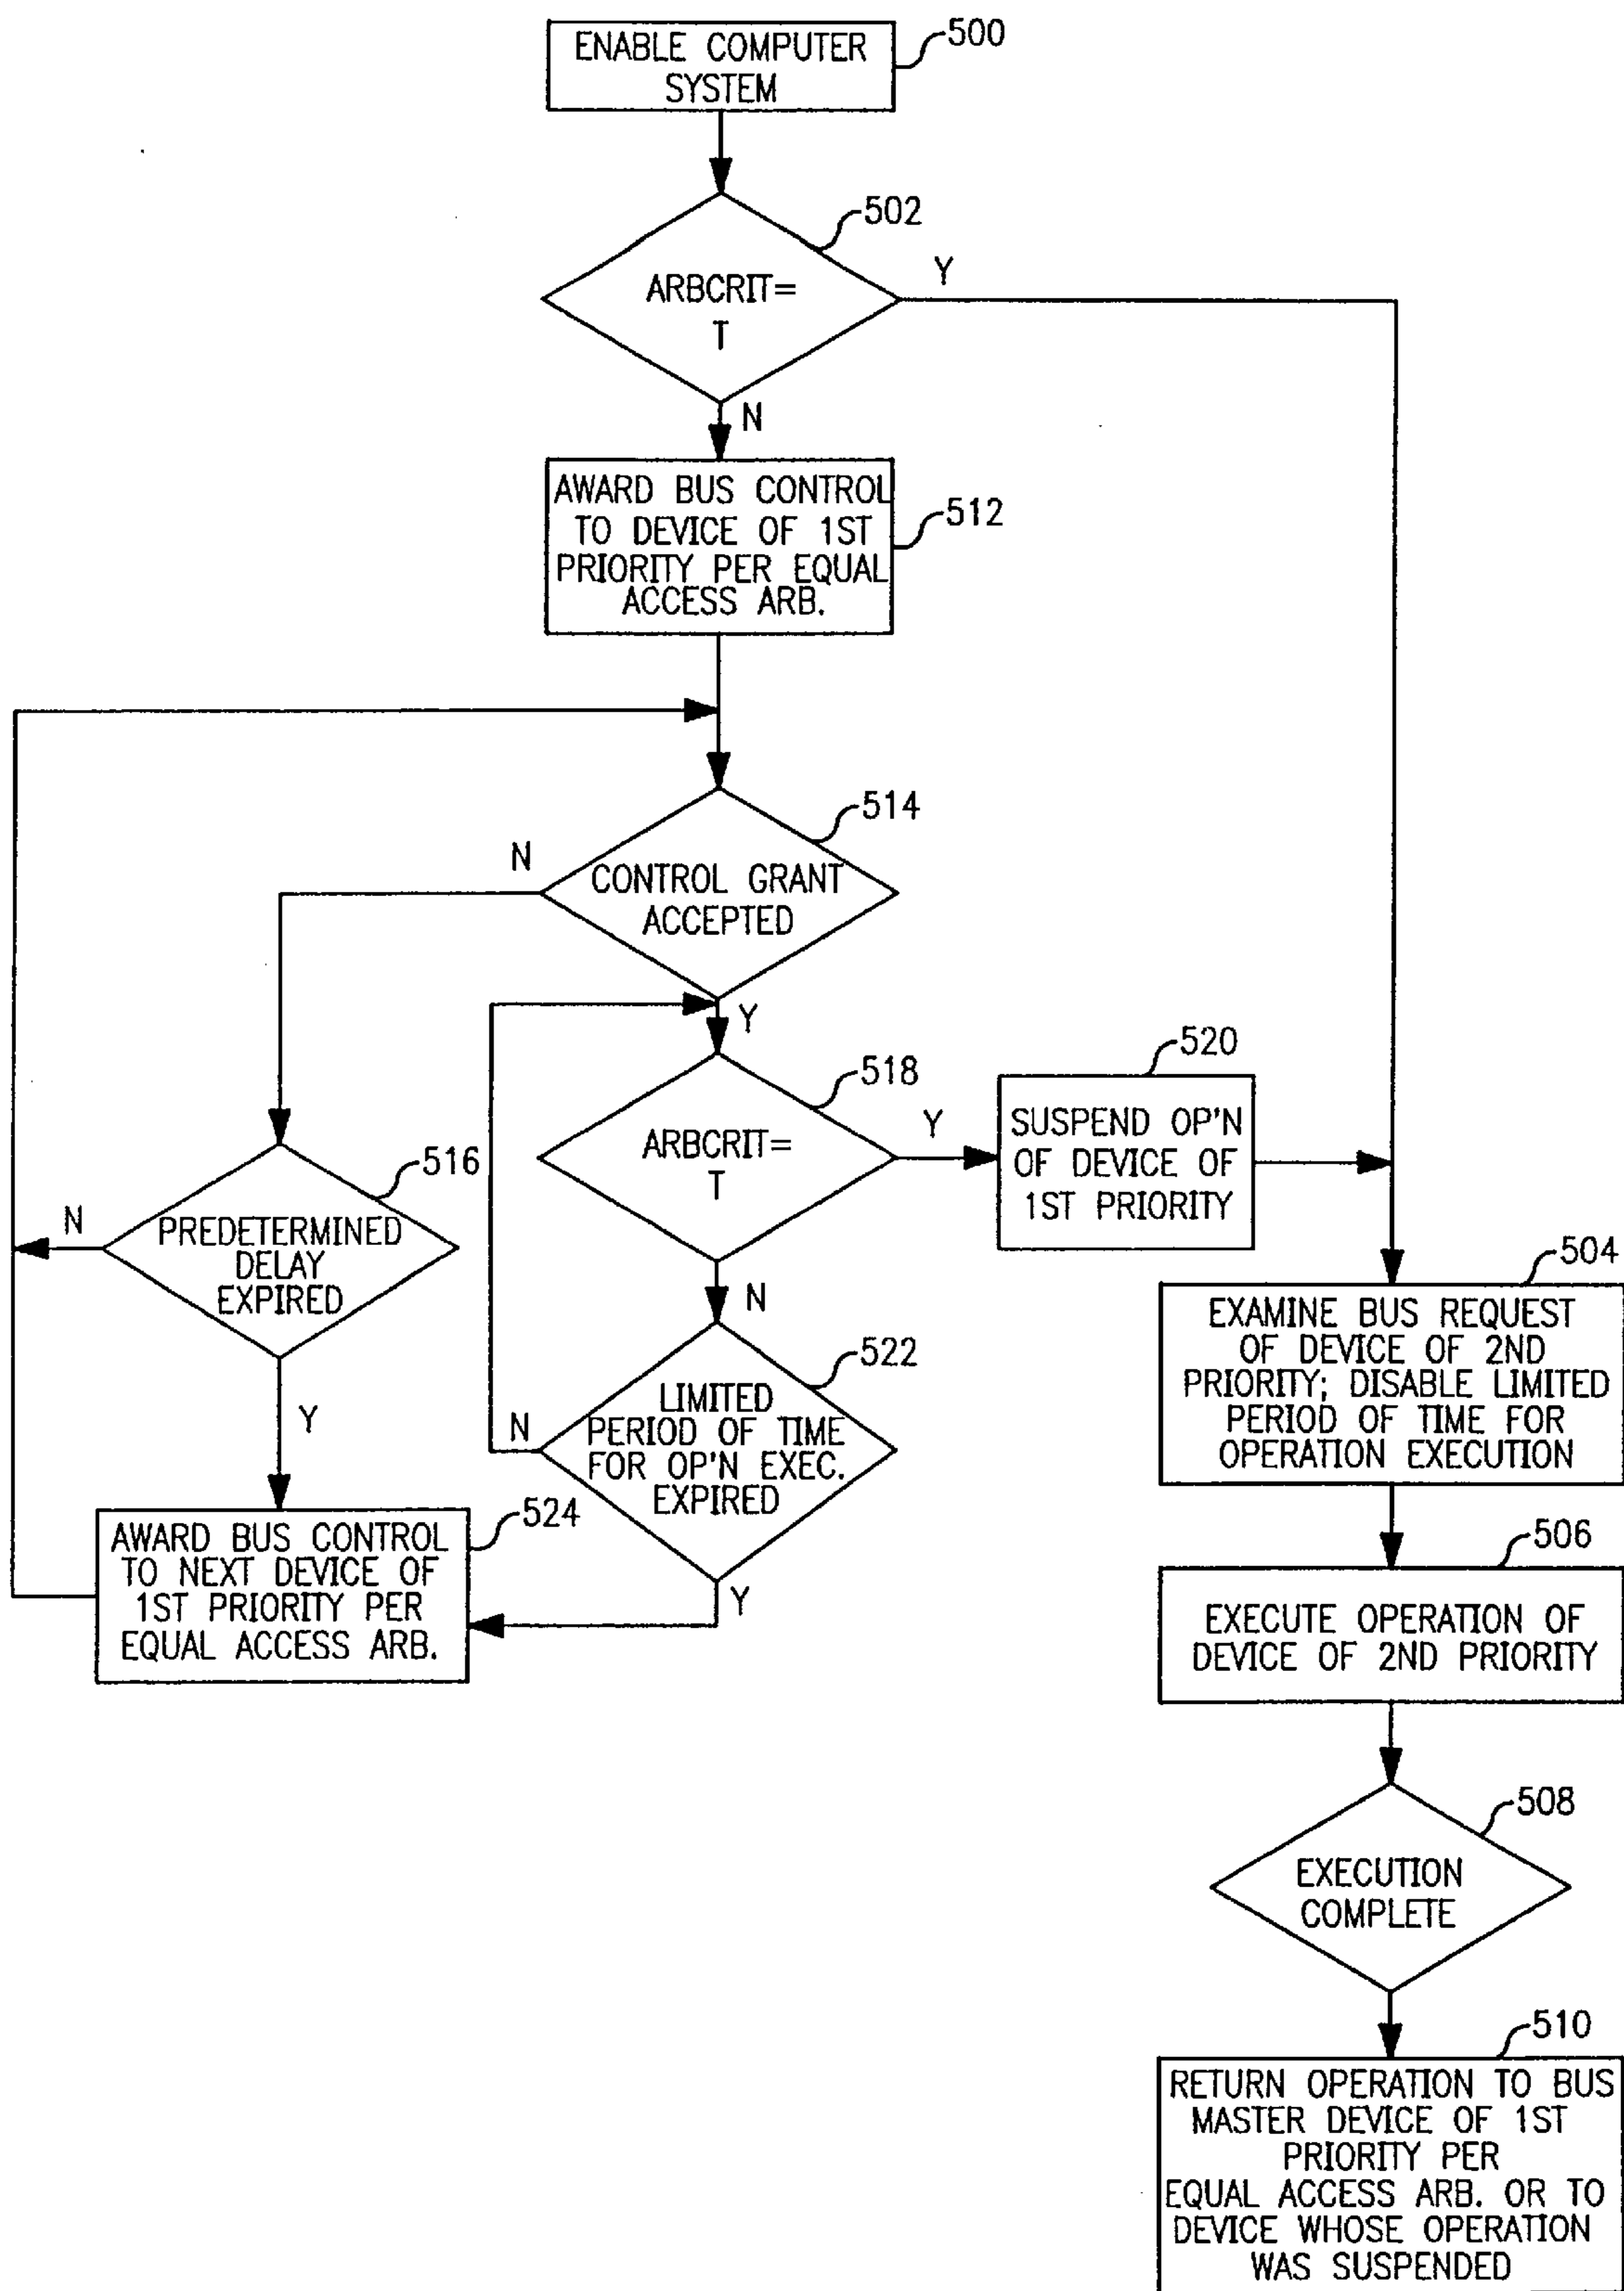 ENABLE COMPUTER
SYSTEM
500
502
ARBCRIT=
T
Y
N
AWARD BUS CONTROL
TO DEVICE OF 1ST
PRIORITY PER EQUAL
ACCESS ARB.
512
514
CONTROL GRANT
ACCEPTED
N
Y
516
PREDETERMINED
DELAY
EXPIRED
N
Y
518
ARBCRIT=
T
Y
N
520
SUSPEND OP'N
OF DEVICE OF
1ST PRIORITY
522
LIMITED
PERIOD OF TIME
FOR OP'N EXEC.
EXPIRED
N
Y
524
AWARD BUS CONTROL
TO NEXT DEVICE OF
1ST PRIORITY PER
EQUAL ACCESS ARB.
504
EXAMINE BUS REQUEST
OF DEVICE OF 2ND
PRIORITY; DISABLE LIMITED
PERIOD OF TIME FOR
OPERATION EXECUTION
506
EXECUTE OPERATION OF
DEVICE OF 2ND PRIORITY
508
EXECUTION
COMPLETE
510
RETURN OPERATION TO BUS
MASTER DEVICE OF 1ST
PRIORITY PER
EQUAL ACCESS ARB. OR TO
DEVICE WHOSE OPERATION
WAS SUSPENDED